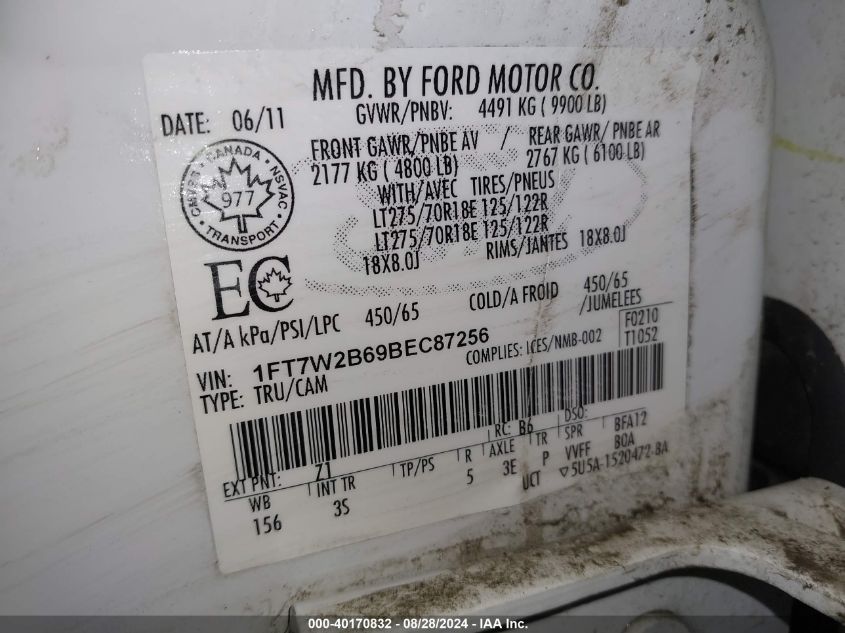 MFD. BY FORD MOTOR CO.
DATE: 06/11 GVWR/PNBV: 4491 KG ( 9900 LB)
FRONT GAWR/PNBE AV / REAR GAWR/ PNBE AR
2177 KG ( 4800 LB) 2767 KG ( 6100 LB)
WITH/AVEC TIRES/PNEUS
LT275/70R18E 125/122R
LT275/70R18E 125/122R
18X8.0J RIMS/JANTES 18X8.0J
CANADA
CMVSS NSVAC
977
TRANSPORT
EC
AT/A kPa/PSI/LPC 450/65 COLD/A FROID 450/65
/JUMELEES
VIN: 1FT7W2B69BEC87256 COMPLIES: ICES/NMB-002 F0210
TYPE: TRU/CAM T1052
EXT PNT: Z1 RC: B6 DSO:
WB INT TR TP/PS R AXLE TR SPR BFA12
156 3S 5 3E P VVFF BOA
UCT 5U5A-1520472-BA
000-40170832 / 08/28/2024 - IAA Inc.